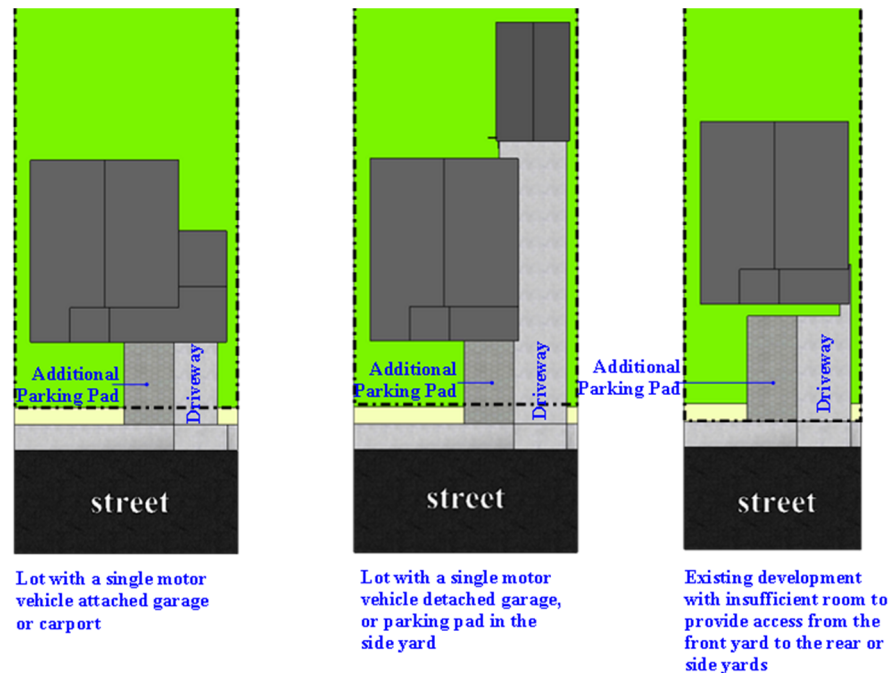 Additional
Parking Pad
Driveway
street
Lot with a single motor
vehicle attached garage
or carport
Additional
Parking Pad
Driveway
street
Lot with a single motor
vehicle detached garage,
or parking pad in the
side yard
Additional
Parking Pad
Driveway
street
Existing development
with insufficient room to
provide access from the
front yard to the rear or
side yards